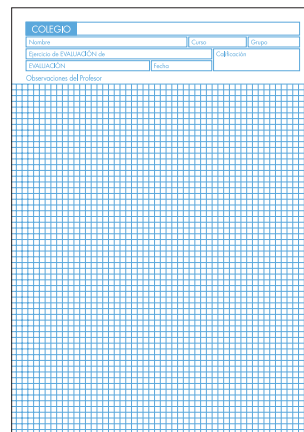 COLEGIO
Nombre Curso Grupo
Ejercicio de EVALUACIÓN de Calificación
EVALUACIÓN Fecha
Observaciones del Profesor